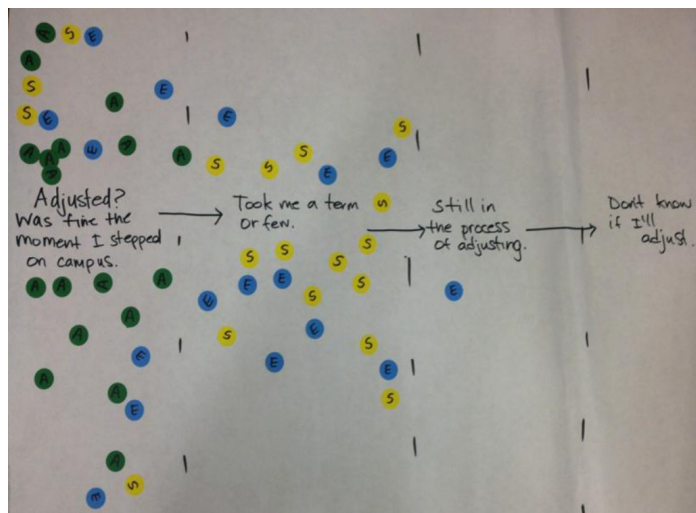 A S E
A
S
S E
A E
E
A A A E A A
A
S S S E E S
S
Adjusted?
Was fine the
moment I stepped
on campus.
Took me a term
or few.
Still in
the process
of adjusting.
Don't know
if I'll
adjust.
S S S S
A A A A E E E S S
E
A E
A S S
E E E
A
A S
E
A
E S